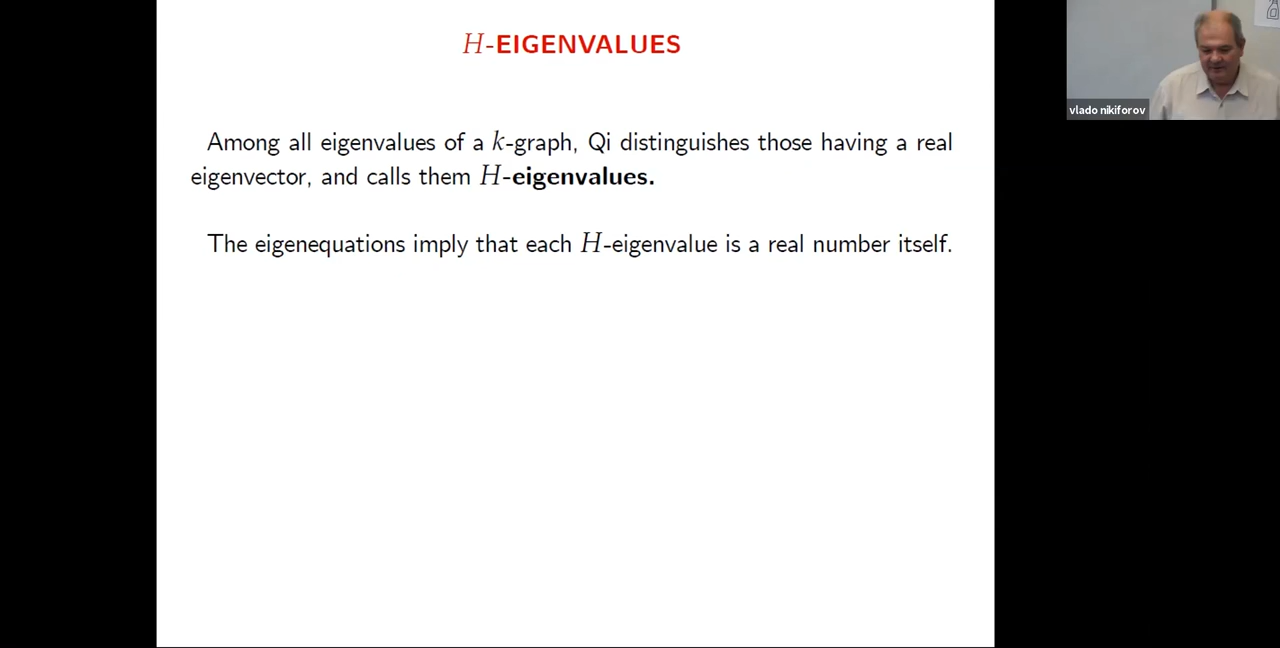 H-EIGENVALUES
Among all eigenvalues of a k-graph, Qi distinguishes those having a real
eigenvector, and calls them H-eigenvalues.
The eigenequations imply that each H-eigenvalue is a real number itself.
vlado nikiforov